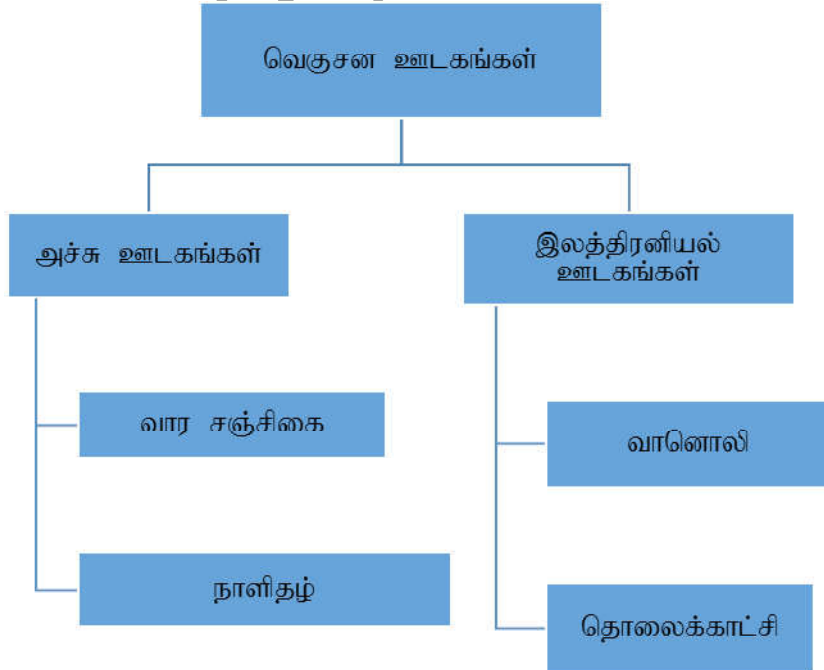 வெகுசன ஊடகங்கள்
அச்சு ஊடகங்கள்
இலத்திரனியல்
ஊடகங்கள்
வார சஞ்சிகை
வானொலி
நாளிதழ்
தொலைக்காட்சி